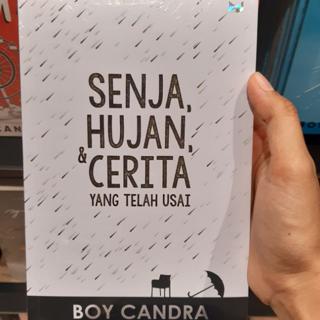 SENJA,
HUJAN,
& CERITA
YANG TELAH USAI
BOY CANDRA